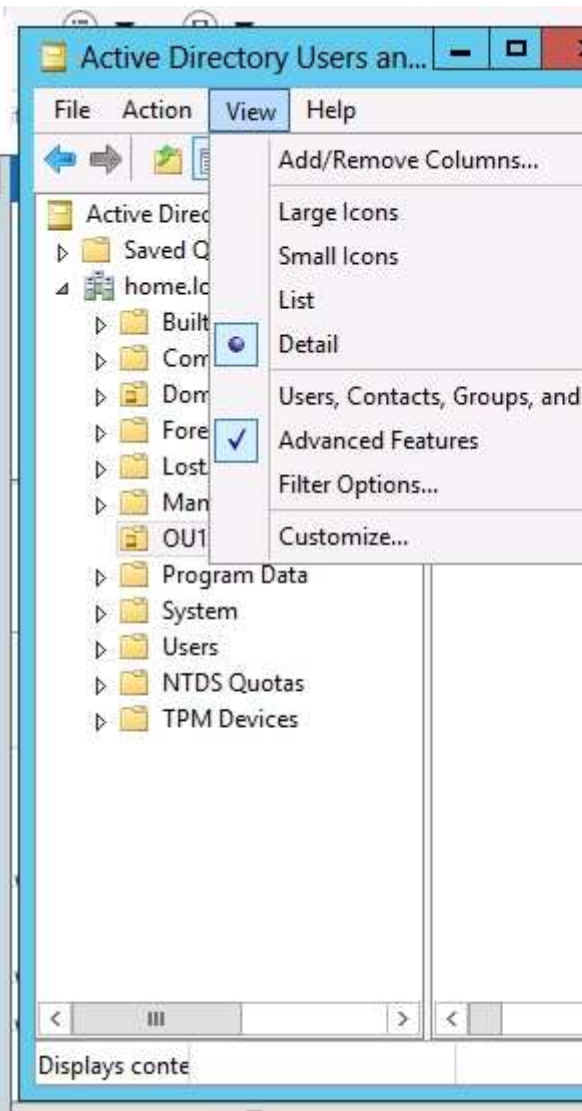 Active Directory Users an...
File Action View Help
Add/Remove Columns...
Active Direc
Large Icons
Saved Q
Small Icons
home.lo
List
Built
Detail
Com
Dom
Users, Contacts, Groups, and
Fore
Advanced Features
Lost
Filter Options...
Man
OU1
Customize...
Program Data
System
Users
NTDS Quotas
TPM Devices
Displays conte